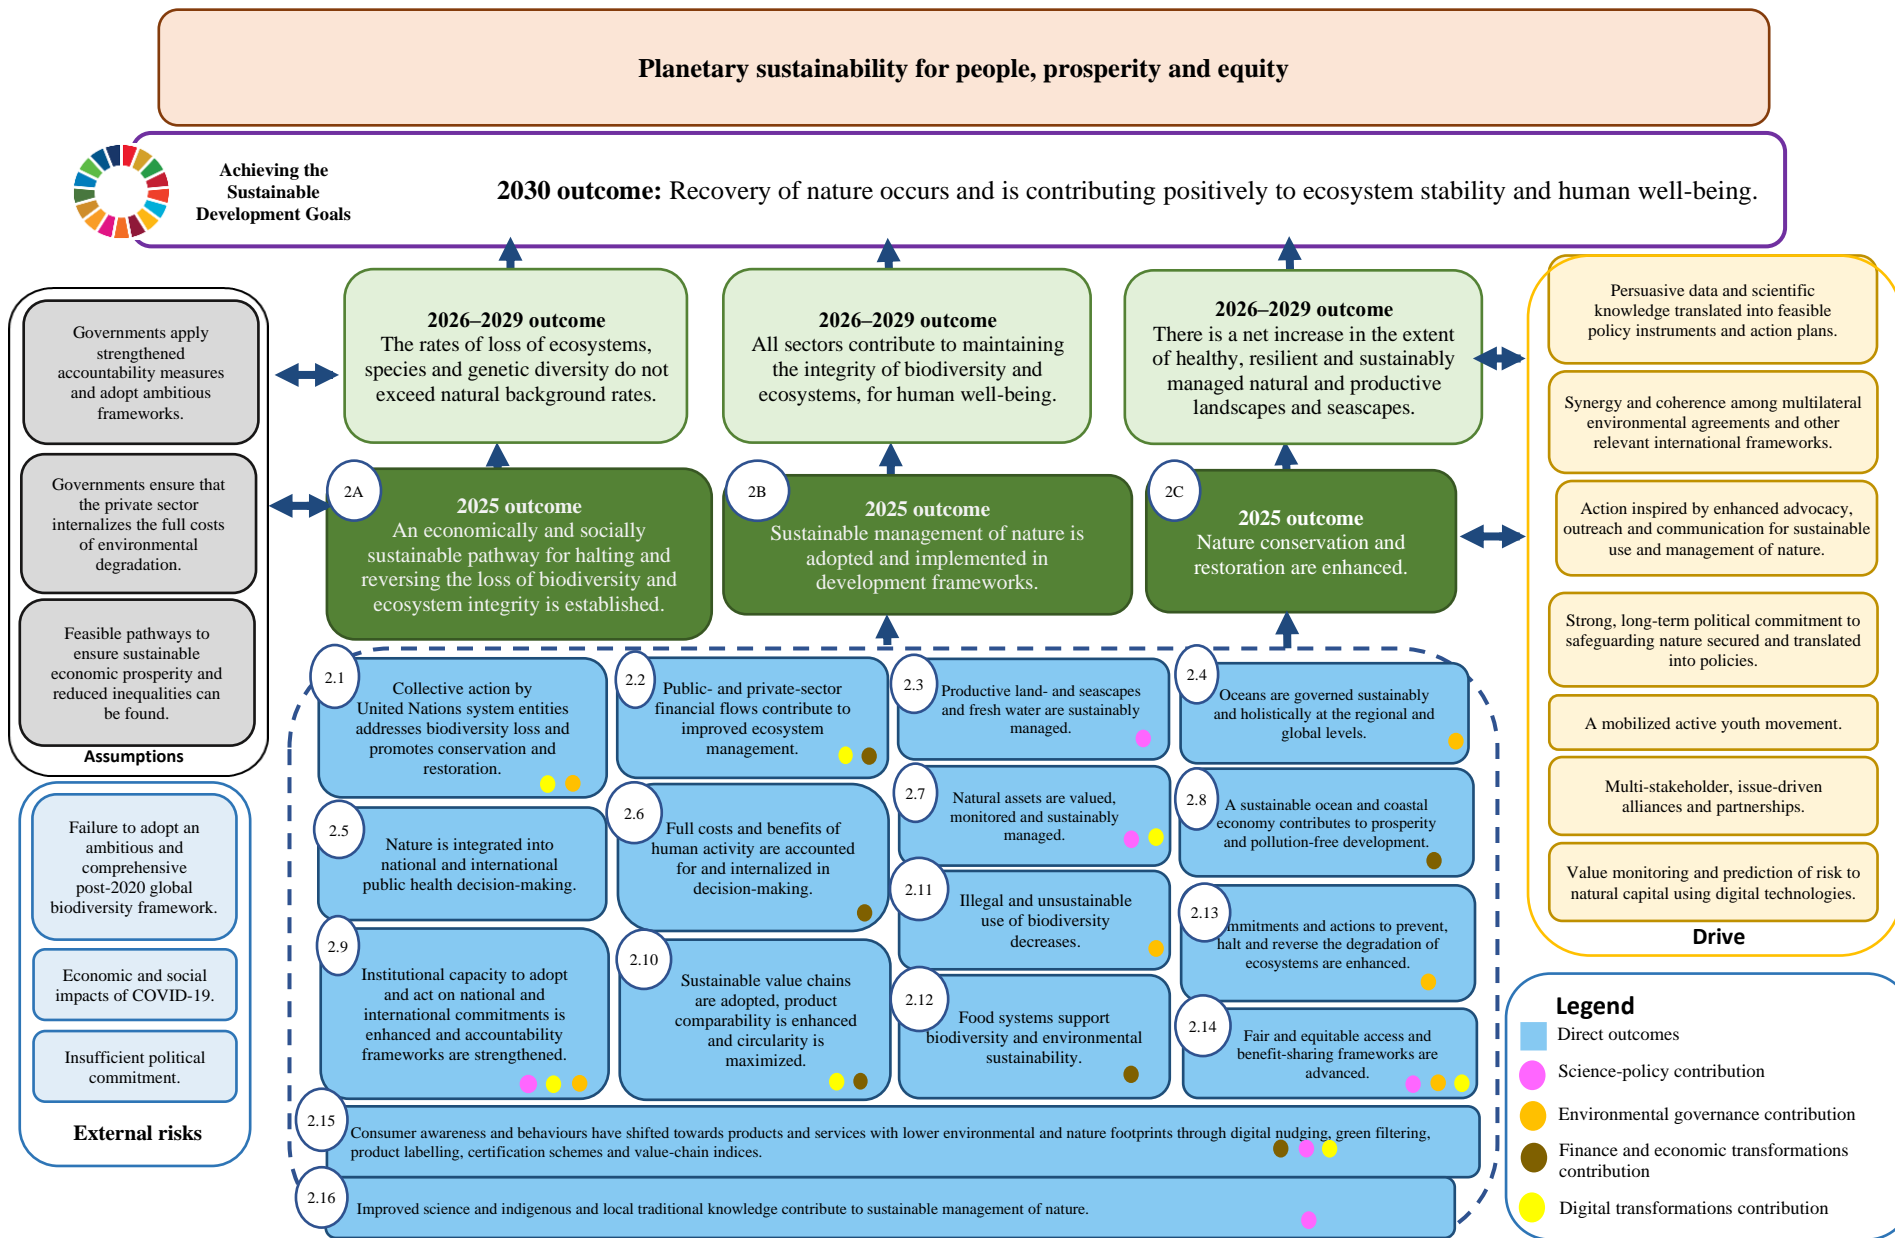 Planetary sustainability for people, prosperity and equity
Achieving the
Sustainable
Development Goals
2030 outcome: Recovery of nature occurs and is contributing positively to ecosystem stability and human well-being.
Governments apply
strengthened
accountability measures
and adopt ambitious
frameworks.
Governments ensure that
the private sector
internalizes the full costs
of environmental
degradation.
Feasible pathways to
ensure sustainable
economic prosperity and
reduced inequalities can
be found.
Assumptions
Failure to adopt an
ambitious and
comprehensive
post-2020 global
biodiversity framework.
Economic and social
impacts of COVID-19.
Insufficient political
commitment.
External risks
2026–2029 outcome
The rates of loss of ecosystems,
species and genetic diversity do not
exceed natural background rates.
2026–2029 outcome
All sectors contribute to maintaining
the integrity of biodiversity and
ecosystems, for human well-being.
2026–2029 outcome
There is a net increase in the extent
of healthy, resilient and sustainably
managed natural and productive
landscapes and seascapes.
2A
2025 outcome
An economically and socially
sustainable pathway for halting and
reversing the loss of biodiversity and
ecosystem integrity is established.
2B
2025 outcome
Sustainable management of nature is
adopted and implemented in
development frameworks.
2C
2025 outcome
Nature conservation and
restoration are enhanced.
2.1
Collective action by
United Nations system entities
addresses biodiversity loss and
promotes conservation and
restoration.
2.2
Public- and private-sector
financial flows contribute to
improved ecosystem
management.
2.3
Productive land- and seascapes
and fresh water are sustainably
managed.
2.4
Oceans are governed sustainably
and holistically at the regional and
global levels.
2.5
Nature is integrated into
national and international
public health decision-making.
2.6
Full costs and benefits of
human activity are accounted
for and internalized in
decision-making.
2.7
Natural assets are valued,
monitored and sustainably
managed.
2.8
A sustainable ocean and coastal
economy contributes to prosperity
and pollution-free development.
2.9
Institutional capacity to adopt
and act on national and
international commitments is
enhanced and accountability
frameworks are strengthened.
2.10
Sustainable value chains
are adopted, product
comparability is enhanced
and circularity is
maximized.
2.11
Illegal and unsustainable
use of biodiversity
decreases.
2.12
Food systems support
biodiversity and environmental
sustainability.
2.13
mmitments and actions to prevent,
halt and reverse the degradation of
ecosystems are enhanced.
2.14
Fair and equitable access and
benefit-sharing frameworks are
advanced.
2.15
Consumer awareness and behaviours have shifted towards products and services with lower environmental and nature footprints through digital nudging, green filtering,
product labelling, certification schemes and value-chain indices.
2.16
Improved science and indigenous and local traditional knowledge contribute to sustainable management of nature.
Persuasive data and scientific
knowledge translated into feasible
policy instruments and action plans.
Synergy and coherence among multilateral
environmental agreements and other
relevant international frameworks.
Action inspired by enhanced advocacy,
outreach and communication for sustainable
use and management of nature.
Strong, long-term political commitment to
safeguarding nature secured and translated
into policies.
A mobilized active youth movement.
Multi-stakeholder, issue-driven
alliances and partnerships.
Value monitoring and prediction of risk to
natural capital using digital technologies.
Drive
Legend
Direct outcomes
Science-policy contribution
Environmental governance contribution
Finance and economic transformations
contribution
Digital transformations contribution